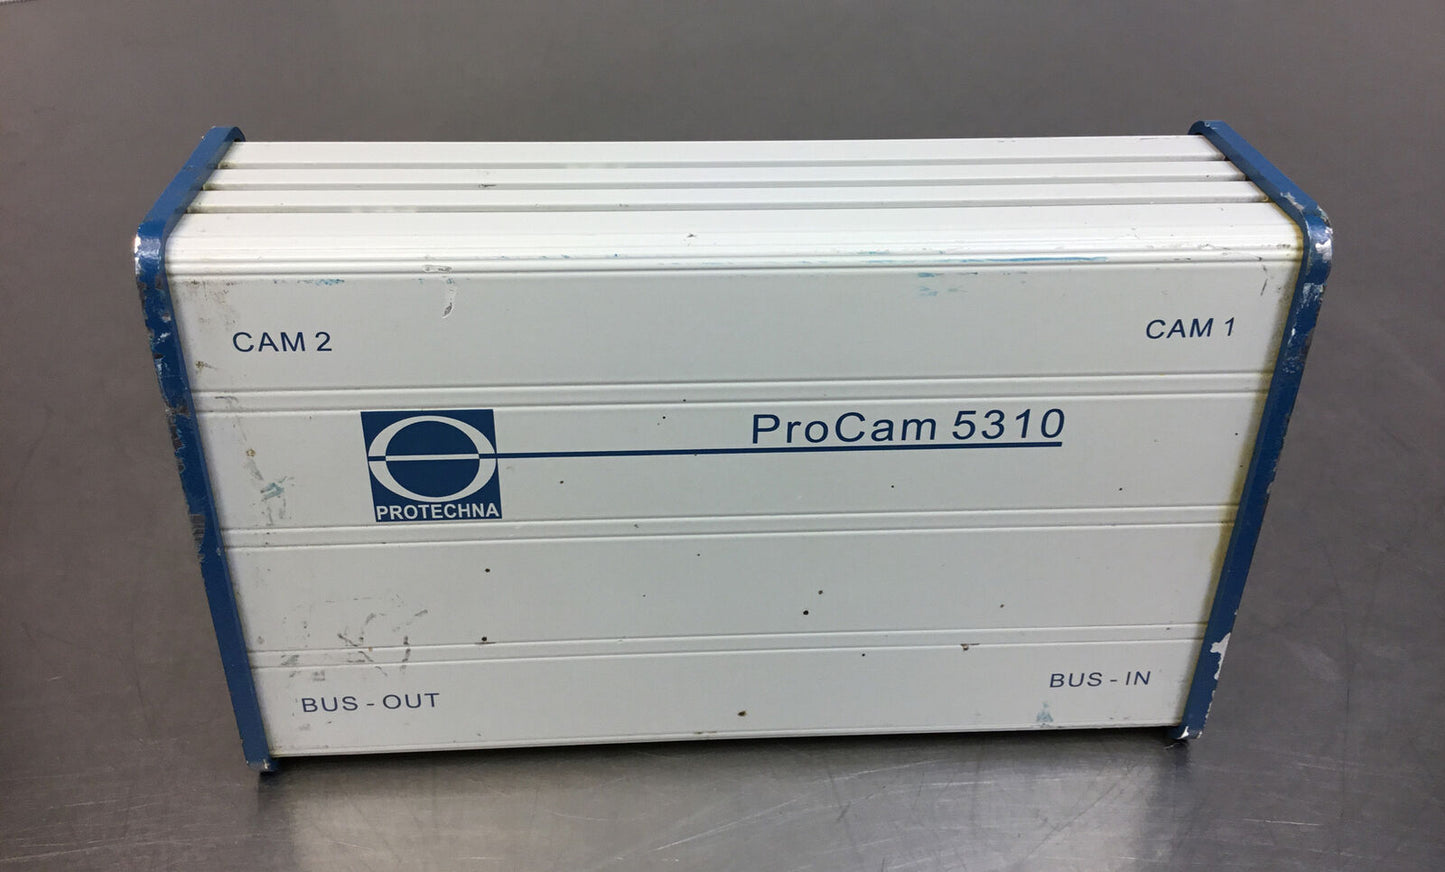 CAM 2
CAM 1
ProCam 5310
PROTECHNA
BUS - OUT
BUS - IN